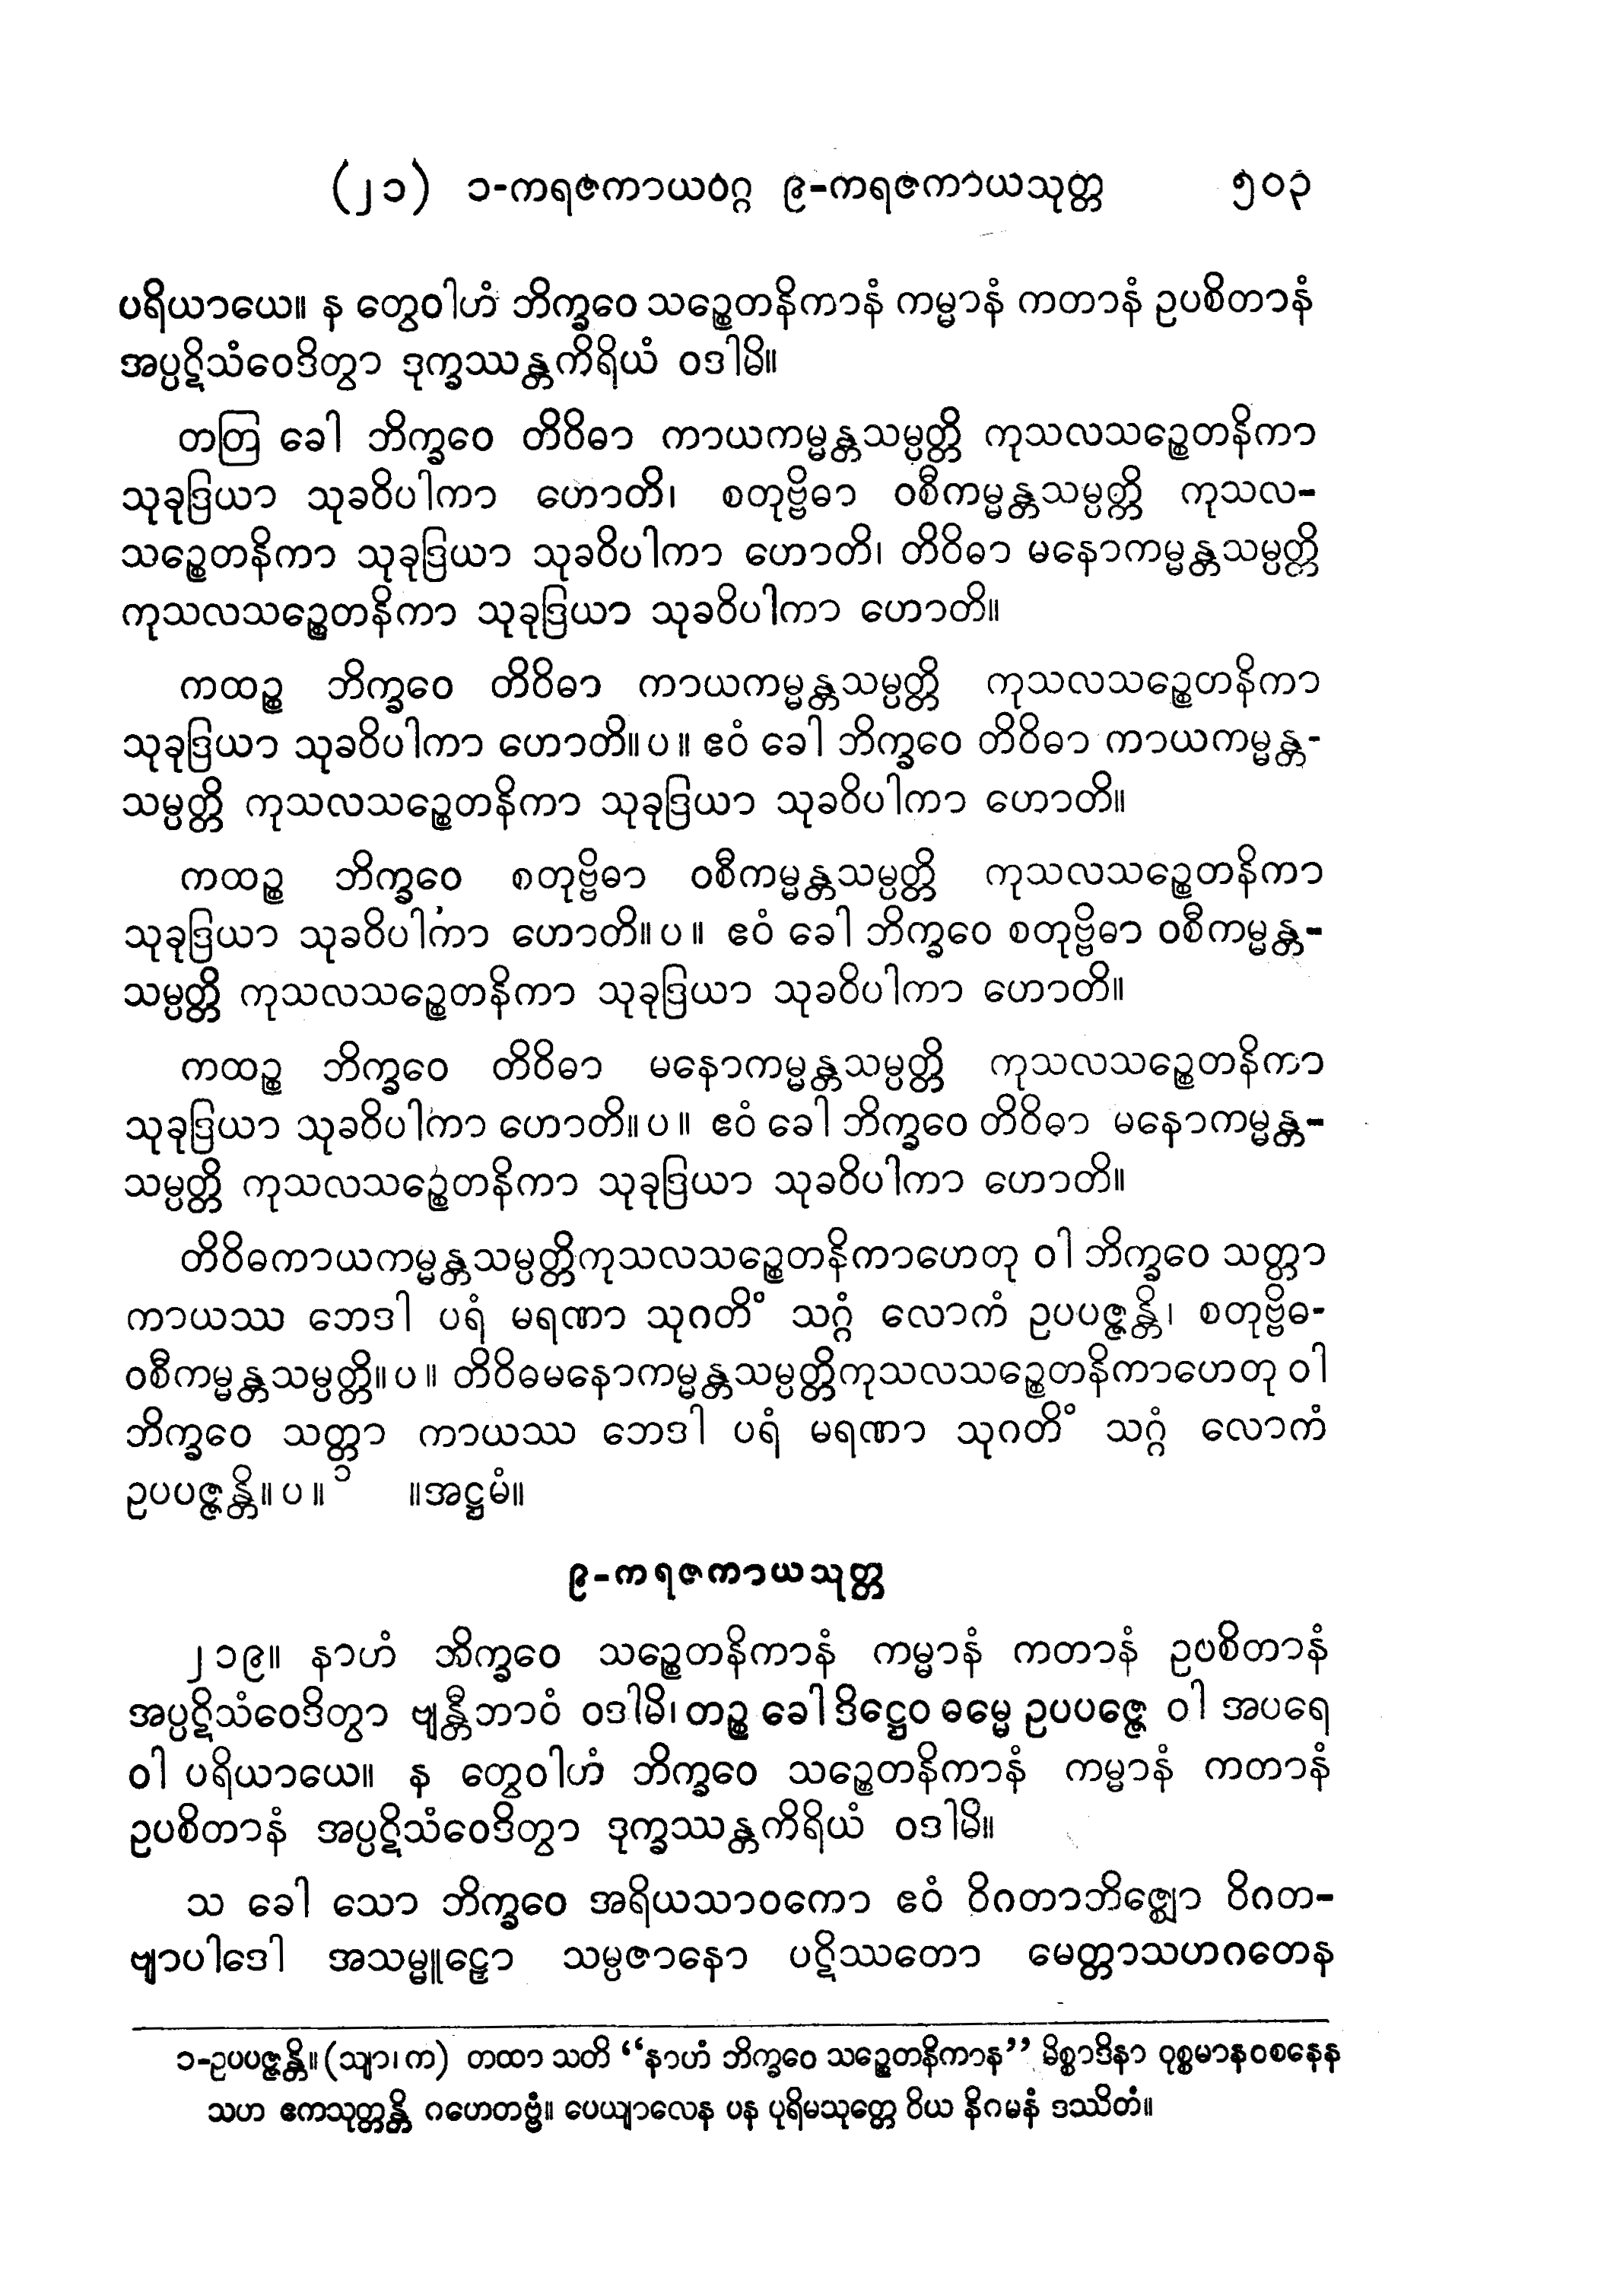 (၂၁) ၁-ကရဇကာယဝဂ္ဂ ၉-ကရဇကာယသုတ္တ ၅၀၃
ပရိယာယေ။ န တွေဝါဟံ ဘိက္ခဝေ သဉ္စေတနိကာနံ ကမ္မာနံ ကတာနံ ဥပစိတာနံ
အပ္ပဋိသံဝေဒိတွာ ဒုက္ခဿန္တကိရိယံ ဝဒါမိ။
တတြ ခေါ ဘိက္ခဝေ တိဝိဓာ ကာယကမ္မန္တသမ္ပတ္တိ ကုသလသဉ္စေတနိကာ
သုခုဒြယာ သုခဝိပါကာ ဟောတိ၊ စတုဗ္ဗိဓာ ဝစီကမ္မန္တသမ္ပတ္တိ ကုသလ-
သဉ္စေတနိကာ သုခုဒြယာ သုခဝိပါကာ ဟောတိ၊ တိဝိဓာ မနောကမ္မန္တသမ္ပတ္တိ
ကုသလသဉ္စေတနိကာ သုခုဒြယာ သုခဝိပါကာ ဟောတိ။
ကထဉ္စ ဘိက္ခဝေ တိဝိဓာ ကာယကမ္မန္တသမ္ပတ္တိ ကုသလသဉ္စေတနိကာ
သုခုဒြယာ သုခဝိပါကာ ဟောတိ။ ပ ။ ဧဝံ ခေါ ဘိက္ခဝေ တိဝိဓာ ကာယကမ္မန္တ-
သမ္ပတ္တိ ကုသလသဉ္စေတနိကာ သုခုဒြယာ သုခဝိပါကာ ဟောတိ။
ကထဉ္စ ဘိက္ခဝေ စတုဗ္ဗိဓာ ဝစီကမ္မန္တသမ္ပတ္တိ ကုသလသဉ္စေတနိကာ
သုခုဒြယာ သုခဝိပါကာ ဟောတိ။ ပ ။ ဧဝံ ခေါ ဘိက္ခဝေ စတုဗ္ဗိဓာ ဝစီကမ္မန္တ-
သမ္ပတ္တိ ကုသလသဉ္စေတနိကာ သုခုဒြယာ သုခဝိပါကာ ဟောတိ။
ကထဉ္စ ဘိက္ခဝေ တိဝိဓာ မနောကမ္မန္တသမ္ပတ္တိ ကုသလသဉ္စေတနိကာ
သုခုဒြယာ သုခဝိပါကာ ဟောတိ။ ပ ။ ဧဝံ ခေါ ဘိက္ခဝေ တိဝိဓာ မနောကမ္မန္တ-
သမ္ပတ္တိ ကုသလသဉ္စေတနိကာ သုခုဒြယာ သုခဝိပါကာ ဟောတိ။
တိဝိဓကာယကမ္မန္တသမ္ပတ္တိကုသလသဉ္စေတနိကာဟေတု ဝါ ဘိက္ခဝေ သတ္တာ
ကာယဿ ဘေဒါ ပရံ မရဏာ သုဂတိံ သဂ္ဂံ လောကံ ဥပပဇ္ဇန္တိ၊ စတုဗ္ဗိဓ-
ဝစီကမ္မန္တသမ္ပတ္တိ။ ပ ။ တိဝိဓမနောကမ္မန္တသမ္ပတ္တိကုသလသဉ္စေတနိကာဟေတု ဝါ
ဘိက္ခဝေ သတ္တာ ကာယဿ ဘေဒါ ပရံ မရဏာ သုဂတိံ သဂ္ဂံ လောကံ
ဥပပဇ္ဇန္တိ။ ပ ။ ၁ ။အဋ္ဌမံ။
၉-ကရဇကာယသုတ္တ
၂၁၉။ နာဟံ ဘိက္ခဝေ သဉ္စေတနိကာနံ ကမ္မာနံ ကတာနံ ဥပစိတာနံ
အပ္ပဋိသံဝေဒိတွာ ဗျန္တီဘာဝံ ဝဒါမိ၊ တဉ္စ ခေါ ဒိဋ္ဌေဝ ဓမ္မေ ဥပပဇ္ဇေ ဝါ အပရေ
ဝါ ပရိယာယေ။ န တွေဝါဟံ ဘိက္ခဝေ သဉ္စေတနိကာနံ ကမ္မာနံ ကတာနံ
ဥပစိတာနံ အပ္ပဋိသံဝေဒိတွာ ဒုက္ခဿန္တကိရိယံ ဝဒါမိ။
သ ခေါ သော ဘိက္ခဝေ အရိယသာဝကော ဧဝံ ဝိဂတာဘိဇ္ဈော ဝိဂတ-
ဗျာပါဒေါ အသမ္မူဠှော သမ္ပဇာနော ပဋိဿတော မေတ္တာသဟဂတေန
၁-ဥပပဇ္ဇန္တိ။ (သျာ၊ က) တထာ သတိ “နာဟံ ဘိက္ခဝေ သဉ္စေတနိကာန” မိစ္စာဒိနာ ဝုစ္စမာနဝစနေန
သဟ ဧကသုတ္တန္တိ ဂဟေတဗ္ဗံ။ ပေယျာလေန ပန ပုရိမသုတ္တေ ဝိယ နိဂမနံ ဒဿိတံ။